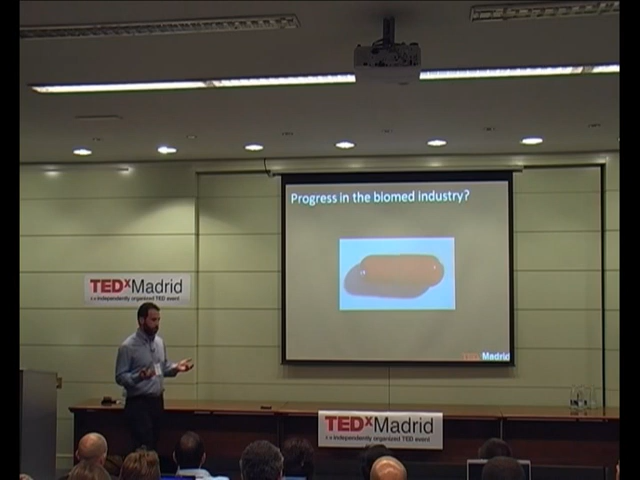 Progress in the biomed industry?
TEDxMadrid
x = independently organized TED event
TEDxMadrid
TEDxMadrid
x = independently organized TED event